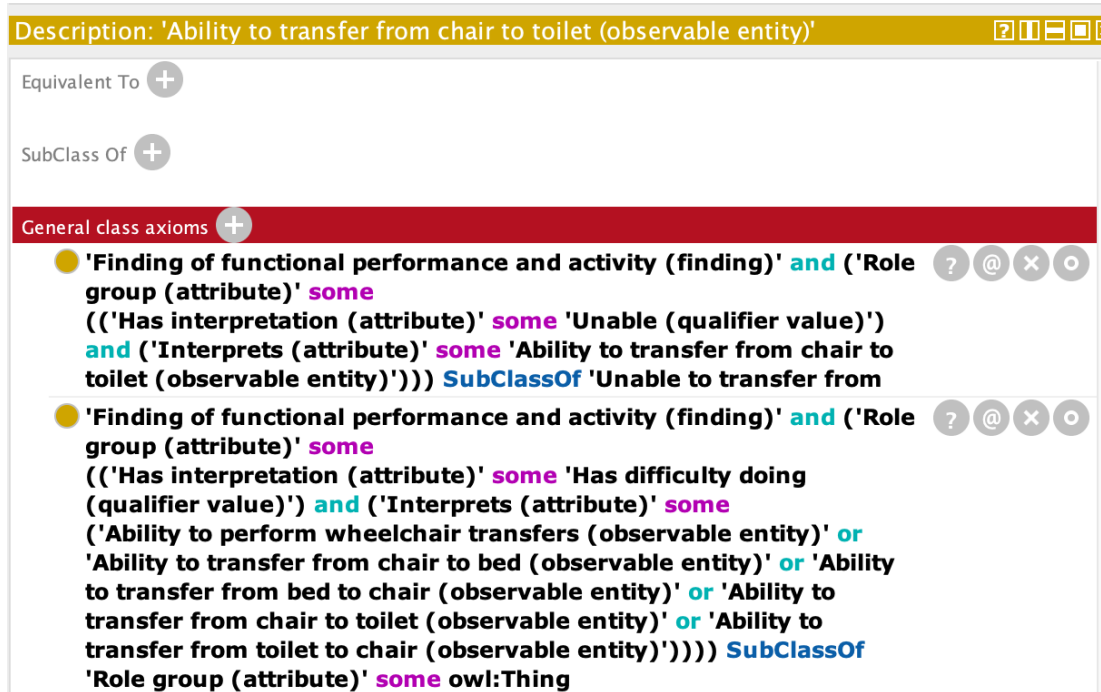 Description: 'Ability to transfer from chair to toilet (observable entity)'
Equivalent To
SubClass Of
General class axioms
'Finding of functional performance and activity (finding)' and ('Role
group (attribute)' some
(('Has interpretation (attribute)' some 'Unable (qualifier value)')
and ('Interprets (attribute)' some 'Ability to transfer from chair to
toilet (observable entity)'))) SubClassOf 'Unable to transfer from
'Finding of functional performance and activity (finding)' and ('Role
group (attribute)' some
(('Has interpretation (attribute)' some 'Has difficulty doing
(qualifier value)') and ('Interprets (attribute)' some
('Ability to perform wheelchair transfers (observable entity)' or
'Ability to transfer from chair to bed (observable entity)' or 'Ability
to transfer from bed to chair (observable entity)' or 'Ability to
transfer from chair to toilet (observable entity)' or 'Ability to
transfer from toilet to chair (observable entity)')))) SubClassOf
'Role group (attribute)' some owl:Thing